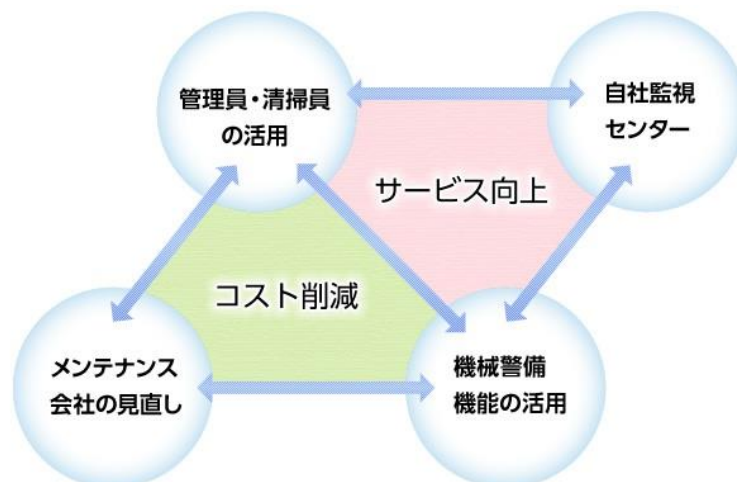 管理員・清掃員
の活用
自社監視
センター
サービス向上
コスト削減
メンテナンス
会社の見直し
機械警備
機能の活用